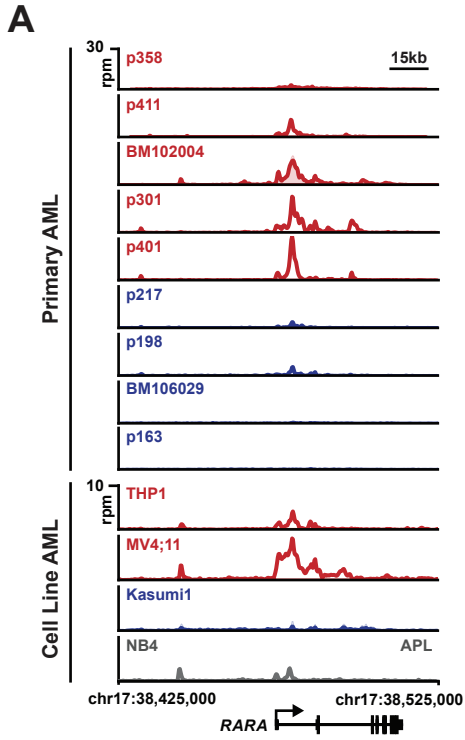 A
30
rpm
p358
15kb
p411
BM102004
p301
p401
p217
p198
BM106029
p163
Primary AML
10
rpm
THP1
MV4;11
Kasumi1
NB4
APL
Cell Line AML
chr17:38,425,000
chr17:38,525,000
RARA